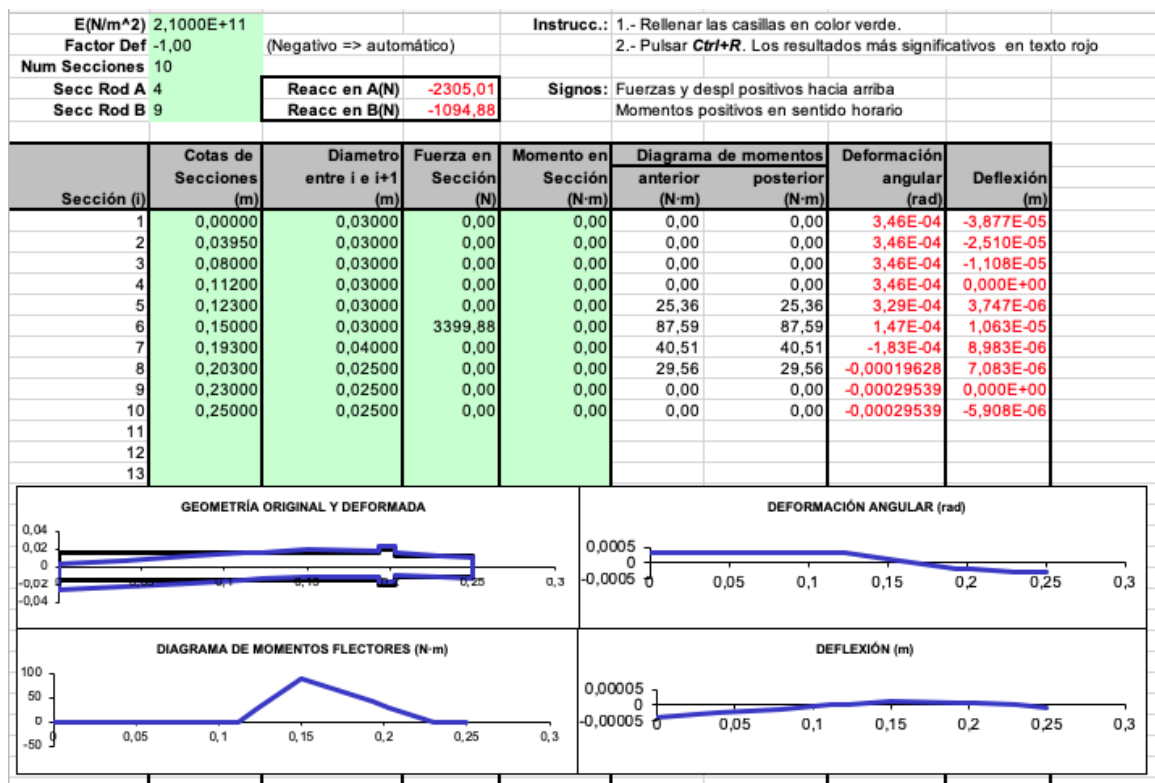 E(N/m^2) 2,1000E+11 Instrucc.: 1.- Rellenar las casillas en color verde.
Factor Def -1,00 (Negativo => automático) 2.- Pulsar Ctrl+R. Los resultados más significativos en texto rojo
Num Secciones 10
Secc Rod A 4 Reacc en A(N) -2305,01 Signos: Fuerzas y despl positivos hacia arriba
Secc Rod B 9 Reacc en B(N) -1094,88 Momentos positivos en sentido horario
Cotas de Diametro Fuerza en Momento en Diagrama de momentos Deformación
Secciones entre i e i+1 Sección Sección anterior posterior angular Deflexión
Sección (i) (m) (m) (N) (N·m) (N·m) (N·m) (rad) (m)
1 0,00000 0,03000 0,00 0,00 0,00 0,00 3,46E-04 -3,877E-05
2 0,03950 0,03000 0,00 0,00 0,00 0,00 3,46E-04 -2,510E-05
3 0,08000 0,03000 0,00 0,00 0,00 0,00 3,46E-04 -1,108E-05
4 0,11200 0,03000 0,00 0,00 0,00 0,00 3,46E-04 0,000E+00
5 0,12300 0,03000 0,00 0,00 25,36 25,36 3,29E-04 3,747E-06
6 0,15000 0,03000 3399,88 0,00 87,59 87,59 1,47E-04 1,063E-05
7 0,19300 0,04000 0,00 0,00 40,51 40,51 -1,83E-04 8,983E-06
8 0,20300 0,02500 0,00 0,00 29,56 29,56 -0,00019628 7,083E-06
9 0,23000 0,02500 0,00 0,00 0,00 0,00 -0,00029539 0,000E+00
10 0,25000 0,02500 0,00 0,00 0,00 0,00 -0,00029539 -5,908E-06
11
12
13
GEOMETRÍA ORIGINAL Y DEFORMADA
0,04
0,02
0
-0,02
-0,04
0,05 0,1 0,15 0,2 0,25 0,3
DEFORMACIÓN ANGULAR (rad)
0,0005
0
-0,0005
0 0,05 0,1 0,15 0,2 0,25 0,3
DIAGRAMA DE MOMENTOS FLECTORES (N·m)
100
50
0
-50
0 0,05 0,1 0,15 0,2 0,25 0,3
DEFLEXIÓN (m)
0,00005
0
-0,00005
0 0,05 0,1 0,15 0,2 0,25 0,3